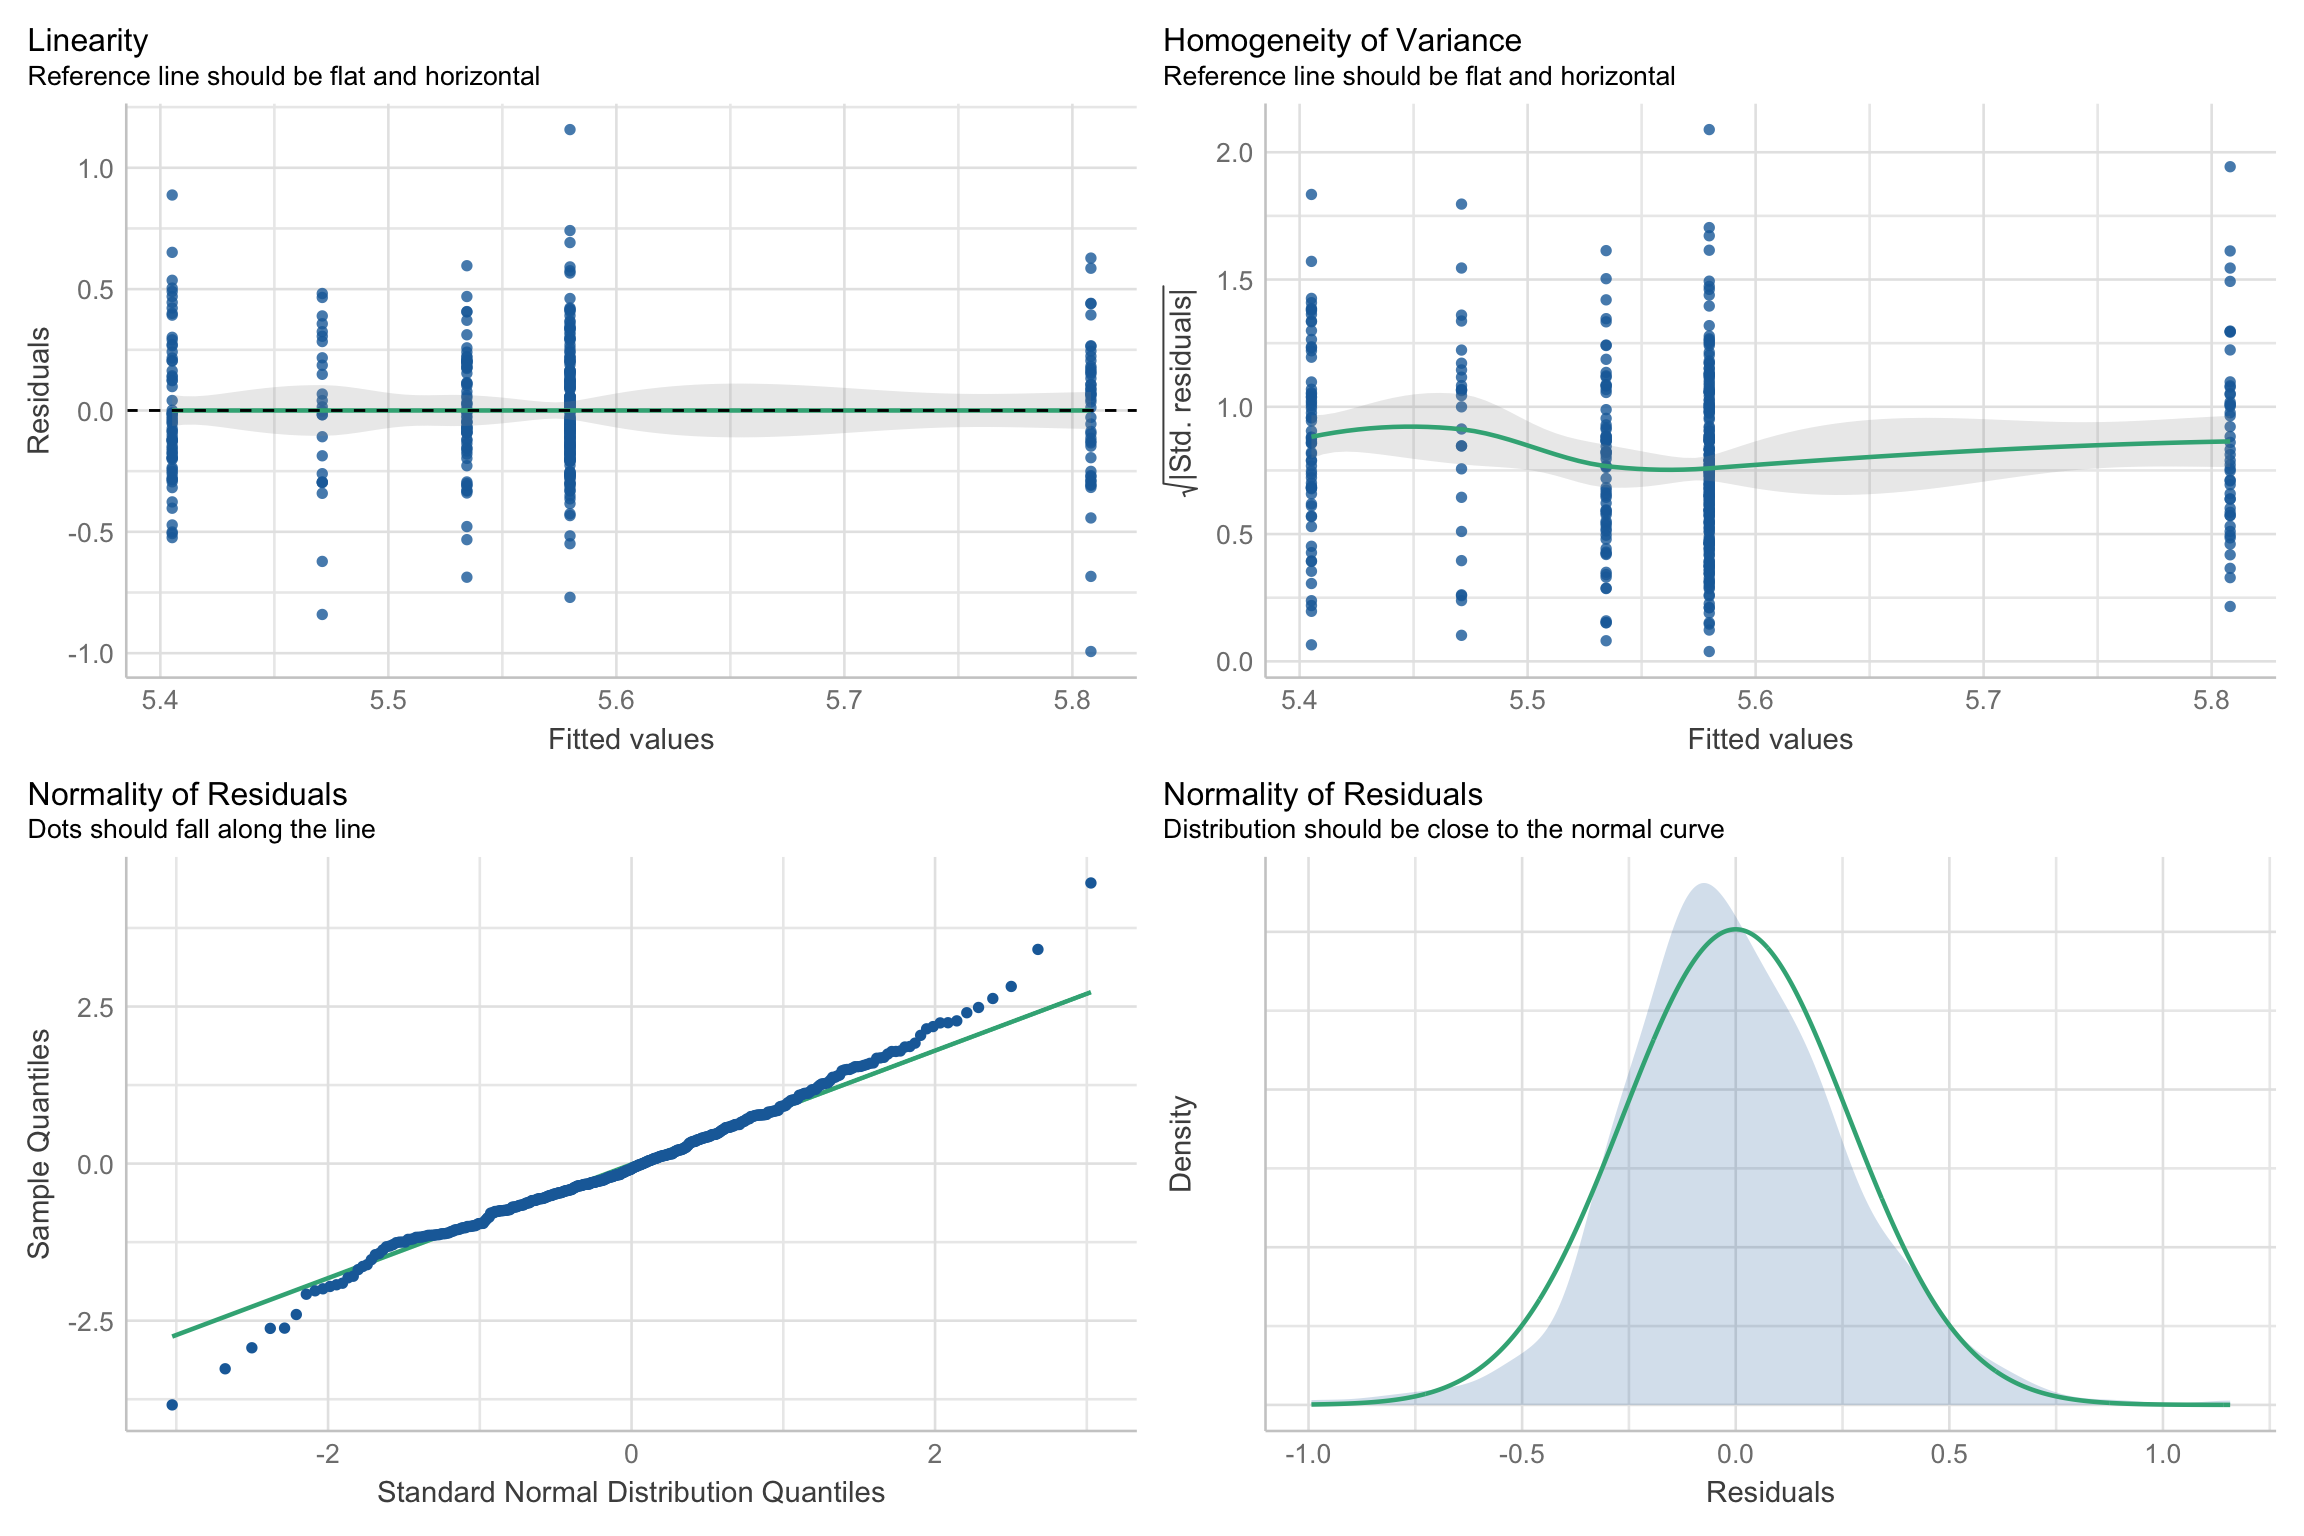 Linearity
Reference line should be flat and horizontal
1.0
0.5
0.0
-0.5
-1.0
Residuals
5.4 5.5 5.6 5.7 5.8
Fitted values
Homogeneity of Variance
Reference line should be flat and horizontal
2.0
1.5
1.0
0.5
0.0
√|Std. residuals|
5.4 5.5 5.6 5.7 5.8
Fitted values
Normality of Residuals
Dots should fall along the line
2.5
0.0
-2.5
Sample Quantiles
-2 0 2
Standard Normal Distribution Quantiles
Normality of Residuals
Distribution should be close to the normal curve
Density
-1.0 -0.5 0.0 0.5 1.0
Residuals